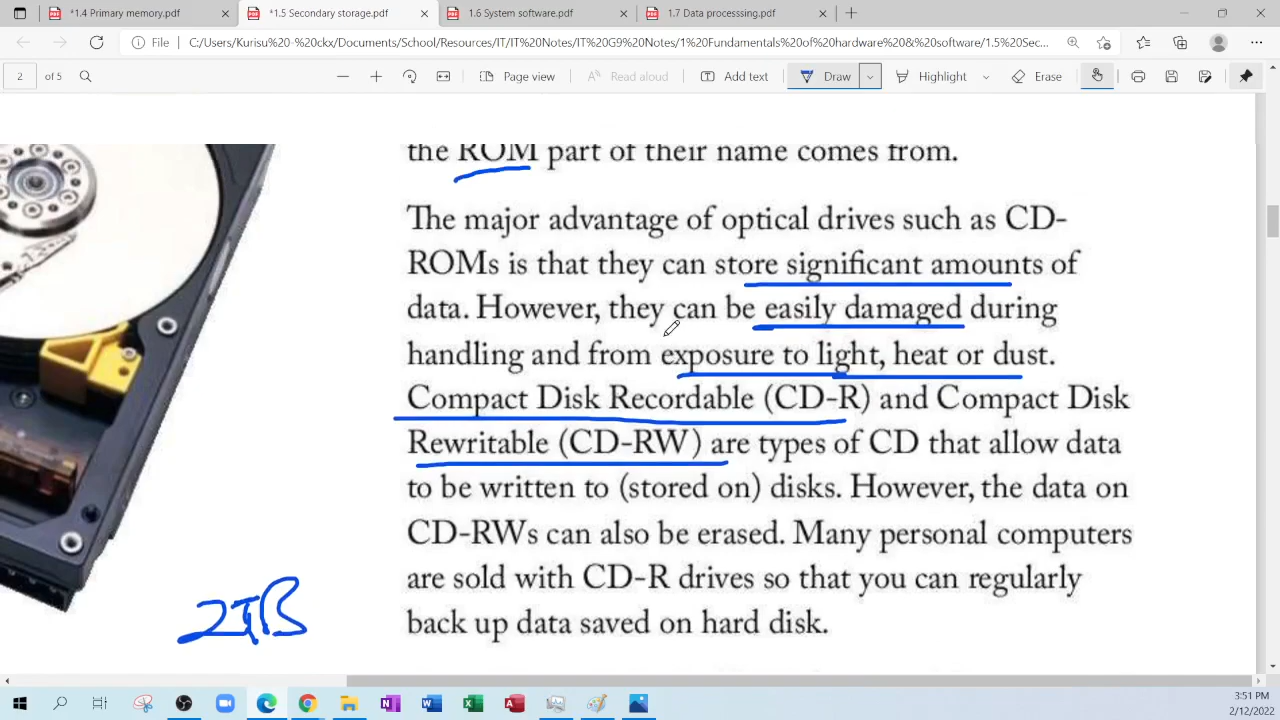 *1.4 Primary memory.pdf
*1.5 Secondary storage.pdf
1.6 System software.pdf
1.7 Data processsing.pdf
File
C:/Users/Kurisu%20-%20ckx/Documents/School/Resources/IT/IT%20Notes/IT%20G9%20Notes/1%20Fundamentals%20of%20hardware%20&%20software/1.5%20Sec...
2 of 5
Page view
Read aloud
Add text
Draw
Highlight
Erase
the ROM part of their name comes from.
The major advantage of optical drives such as CD-
ROMs is that they can store significant amounts of
data. However, they can be easily damaged during
handling and from exposure to light, heat or dust.
Compact Disk Recordable (CD-R) and Compact Disk
Rewritable (CD-RW) are types of CD that allow data
to be written to (stored on) disks. However, the data on
CD-RWs can also be erased. Many personal computers
are sold with CD-R drives so that you can regularly
back up data saved on hard disk.
2TB
3:51 PM
2/12/2022